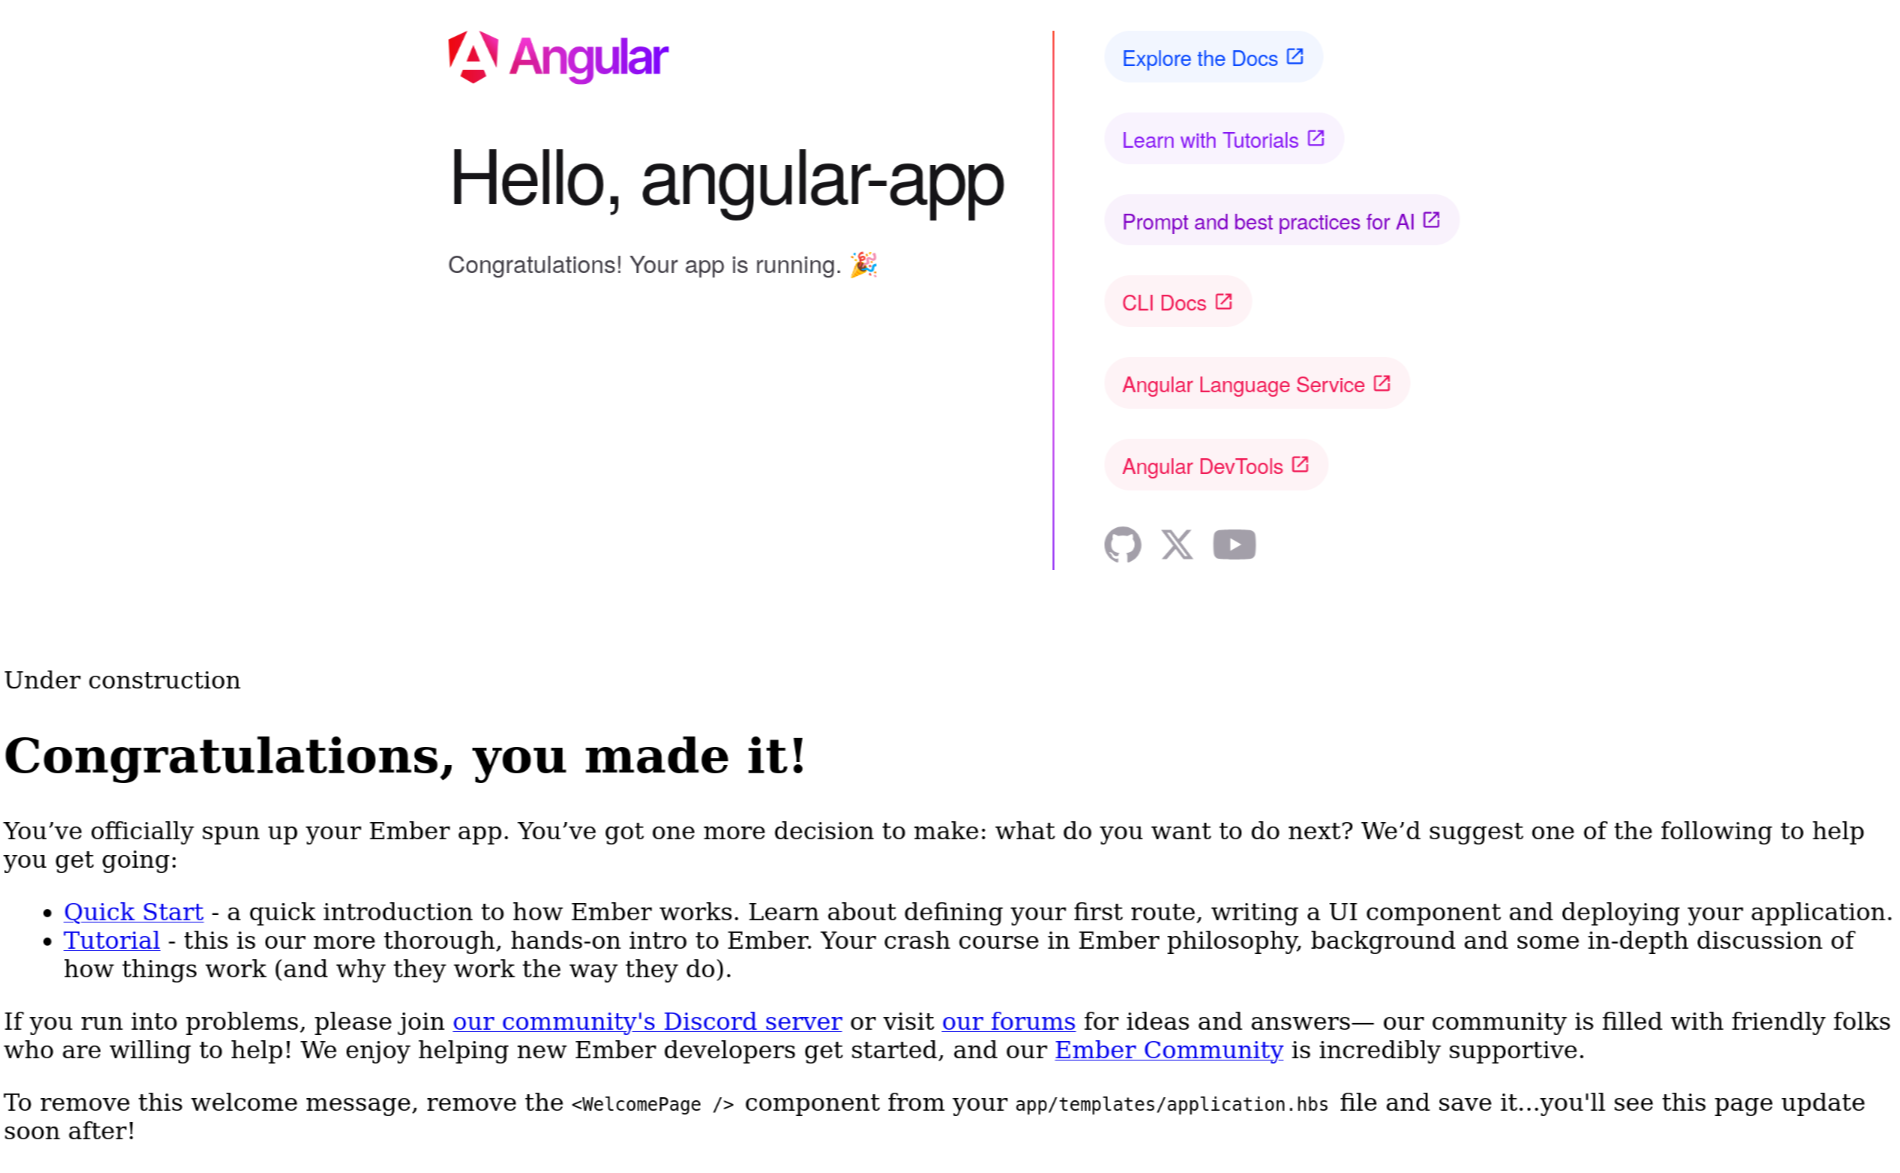 Angular
Hello, angular-app
Congratulations! Your app is running. 🎉
Explore the Docs
Learn with Tutorials
Prompt and best practices for AI
CLI Docs
Angular Language Service
Angular DevTools
Under construction
Congratulations, you made it!
You’ve officially spun up your Ember app. You’ve got one more decision to make: what do you want to do next? We’d suggest one of the following to help
you get going:
• Quick Start - a quick introduction to how Ember works. Learn about defining your first route, writing a UI component and deploying your application.
• Tutorial - this is our more thorough, hands-on intro to Ember. Your crash course in Ember philosophy, background and some in-depth discussion of
how things work (and why they work the way they do).
If you run into problems, please join our community's Discord server or visit our forums for ideas and answers— our community is filled with friendly folks
who are willing to help! We enjoy helping new Ember developers get started, and our Ember Community is incredibly supportive.
To remove this welcome message, remove the <WelcomePage /> component from your app/templates/application.hbs file and save it...you'll see this page update
soon after!